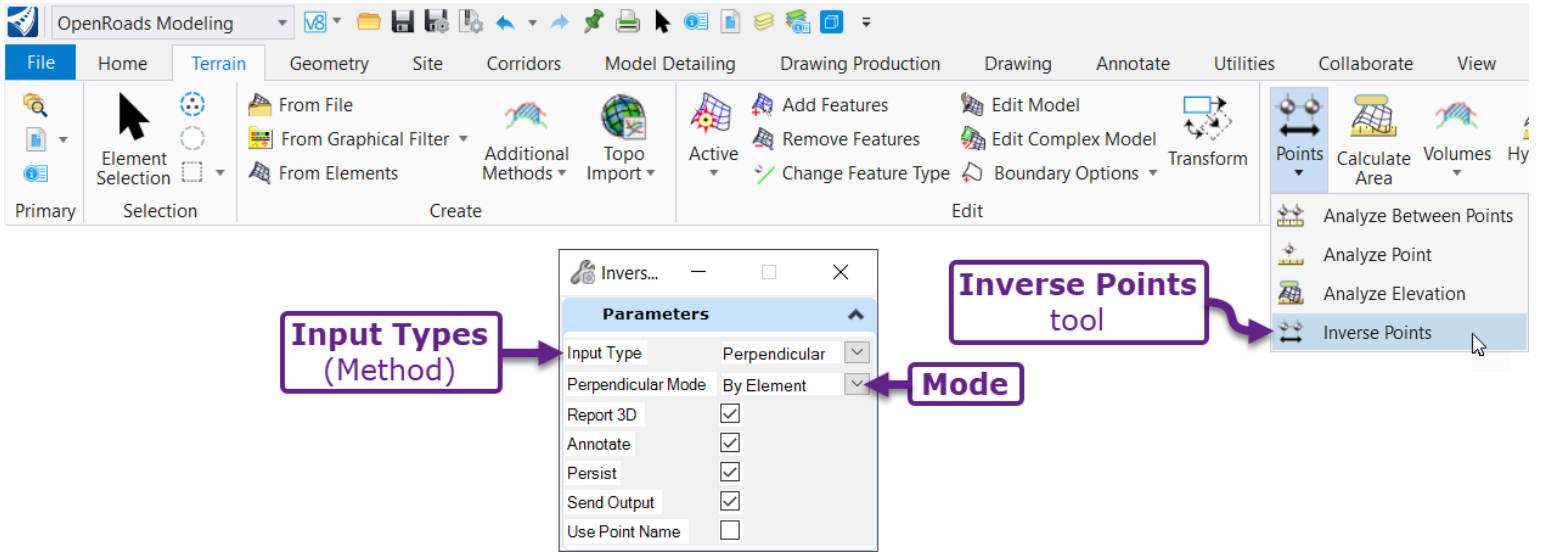 OpenRoads Modeling
V8
File Home Terrain Geometry Site Corridors Model Detailing Drawing Production Drawing Annotate Utilities Collaborate View
From File
From Graphical Filter
From Elements
Element
Selection
Additional
Methods
Topo
Import
Active
Add Features
Remove Features
Change Feature Type
Edit Model
Edit Complex Model
Boundary Options
Transform
Points
Calculate
Area
Volumes
Hy
Primary Selection Create Edit
Analyze Between Points
Analyze Point
Analyze Elevation
Inverse Points
Inverse Points
tool
Invers...
Parameters
Input Types
(Method)
Input Type Perpendicular
Perpendicular Mode By Element
Mode
Report 3D
Annotate
Persist
Send Output
Use Point Name